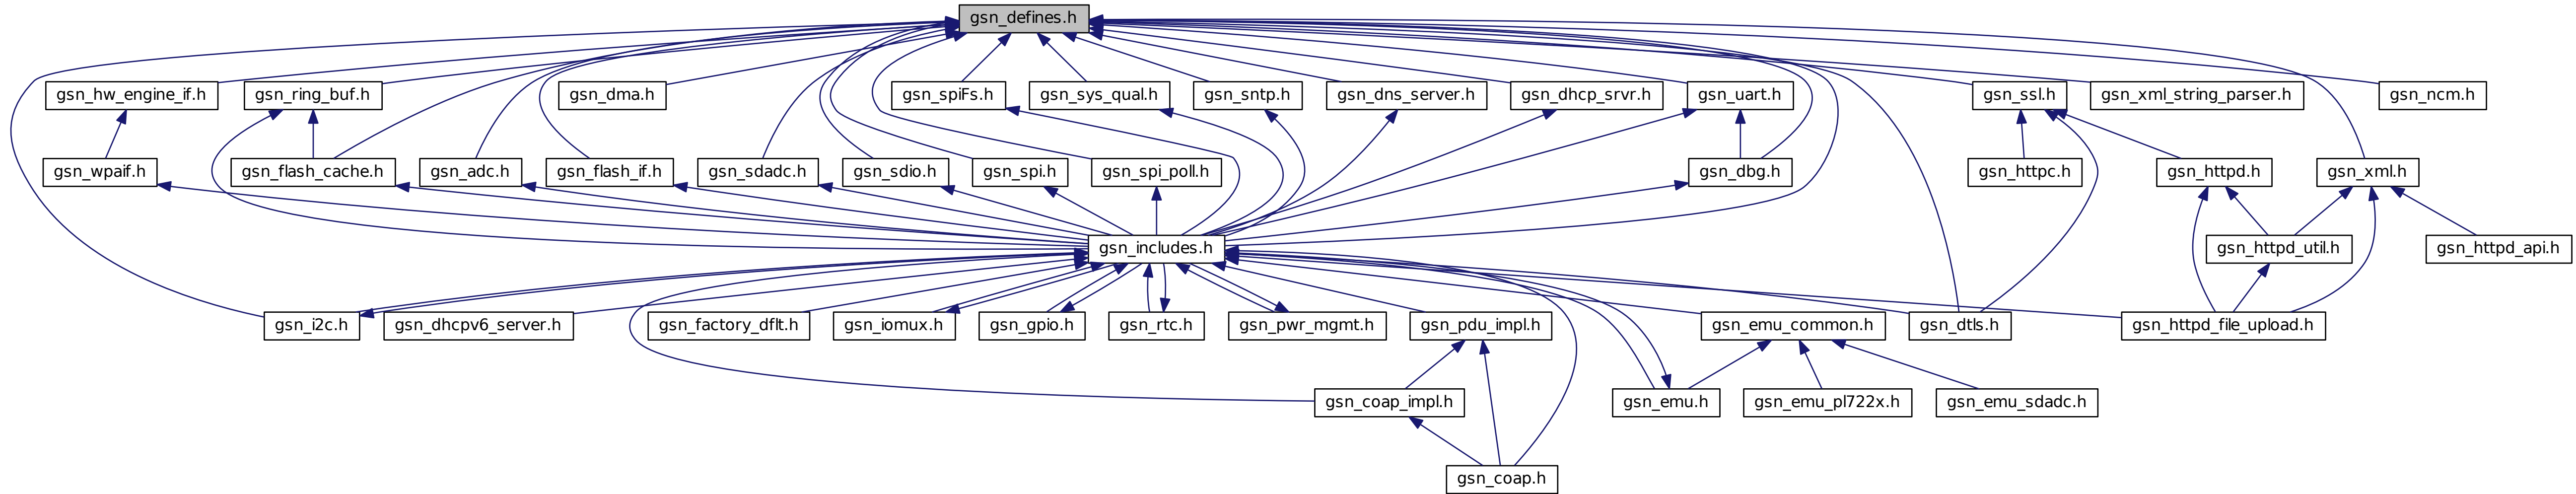 gsn_defines.h
gsn_hw_engine_if.h
gsn_ring_buf.h
gsn_dma.h
gsn_spiFs.h
gsn_sys_qual.h
gsn_sntp.h
gsn_dns_server.h
gsn_dhcp_srvr.h
gsn_uart.h
gsn_ssl.h
gsn_xml_string_parser.h
gsn_ncm.h
gsn_wpaif.h
gsn_flash_cache.h
gsn_adc.h
gsn_flash_if.h
gsn_sdadc.h
gsn_sdio.h
gsn_spi.h
gsn_spi_poll.h
gsn_dbg.h
gsn_httpc.h
gsn_httpd.h
gsn_xml.h
gsn_includes.h
gsn_httpd_util.h
gsn_httpd_api.h
gsn_i2c.h
gsn_dhcpv6_server.h
gsn_factory_dflt.h
gsn_iomux.h
gsn_gpio.h
gsn_rtc.h
gsn_pwr_mgmt.h
gsn_pdu_impl.h
gsn_emu_common.h
gsn_dtls.h
gsn_httpd_file_upload.h
gsn_coap_impl.h
gsn_emu.h
gsn_emu_pl722x.h
gsn_emu_sdadc.h
gsn_coap.h